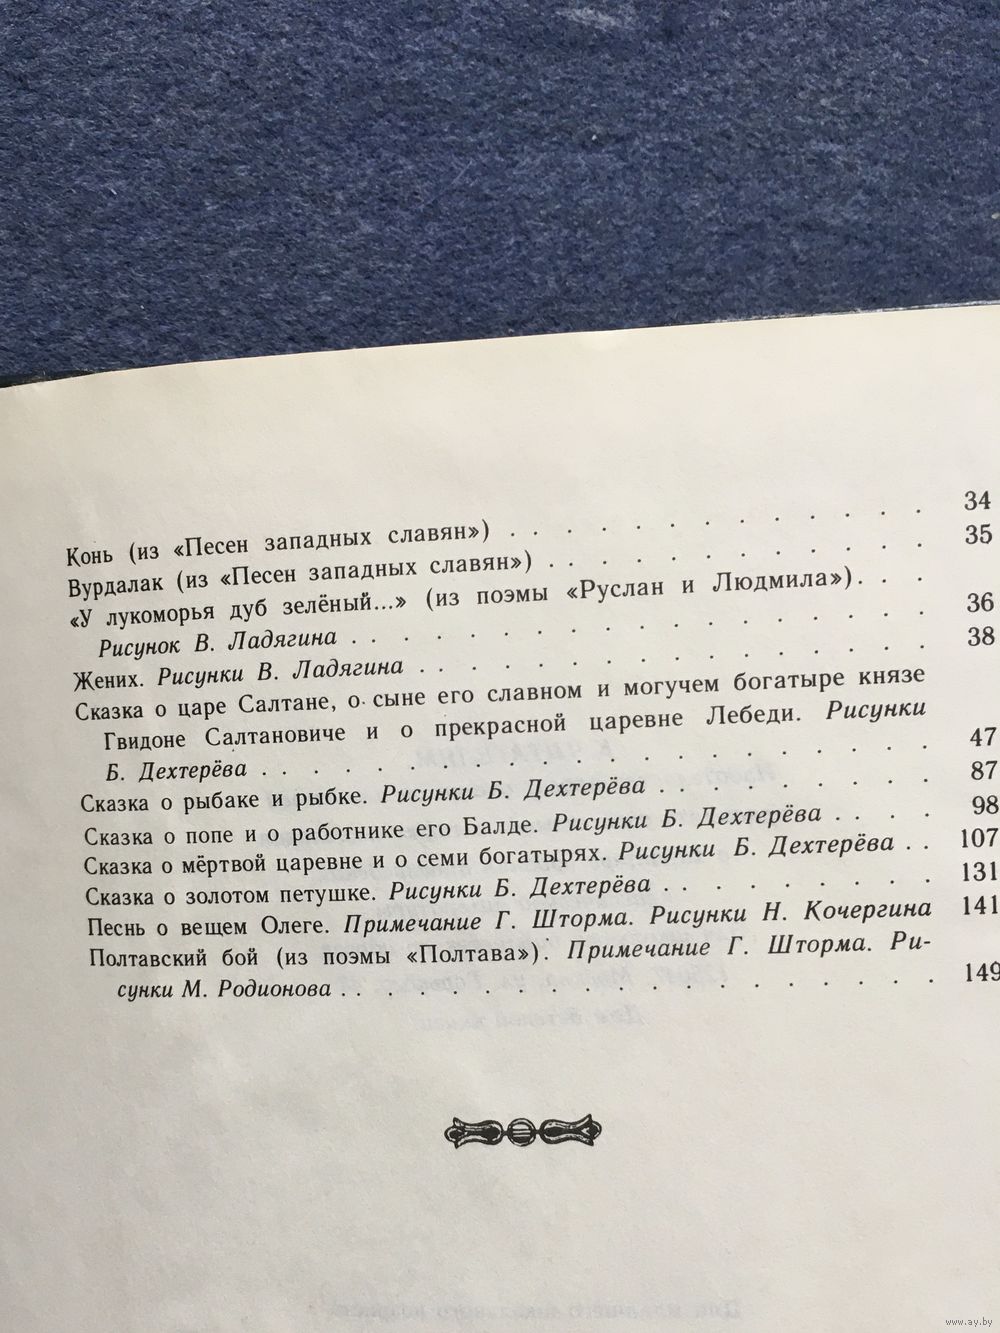 Конь (из «Песен западных славян») . . . . . . . . . . . . 34
Вурдалак (из «Песен западных славян») . . . . . . . . . . . 35
«У лукоморья дуб зелёный...» (из поэмы «Руслан и Людмила») . . .
Рисунок В. Ладягина . . . . . . . . . . . . . . . . 36
Жених. Рисунки В. Ладягина . . . . . . . . . . . . . . 38
Сказка о царе Салтане, о сыне его славном и могучем богатыре князе
Гвидоне Салтановиче и о прекрасной царевне Лебеди. Рисунки
Б. Дехтерёва . . . . . . . . . . . . . . . . . . 47
Сказка о рыбаке и рыбке. Рисунки Б. Дехтерёва . . . . . . . . 87
Сказка о попе и о работнике его Балде. Рисунки Б. Дехтерёва . . . . 98
Сказка о мёртвой царевне и о семи богатырях. Рисунки Б. Дехтерёва . . 107
Сказка о золотом петушке. Рисунки Б. Дехтерёва . . . . . . . . 131
Песнь о вещем Олеге. Примечание Г. Шторма. Рисунки Н. Кочергина 141
Полтавский бой (из поэмы «Полтава»). Примечание Г. Шторма. Ри-
сунки М. Родионова . . . . . . . . . . . . . . . . 149
www.ay.by